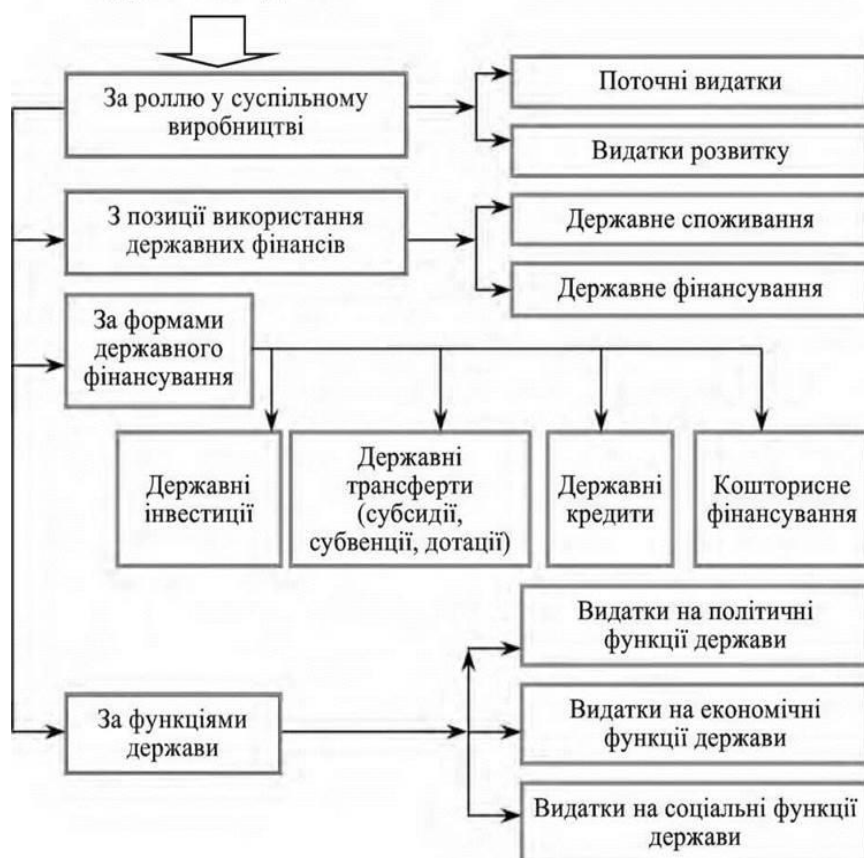 За роллю у суспільному
виробництві
Поточні видатки
Видатки розвитку
З позиції використання
державних фінансів
Державне споживання
Державне фінансування
За формами
державного
фінансування
Державні
інвестиції
Державні
трансферти
(субсидії,
субвенції, дотації)
Державні
кредити
Кошторисне
фінансування
За функціями
держави
Видатки на політичні
функції держави
Видатки на економічні
функції держави
Видатки на соціальні функції
держави